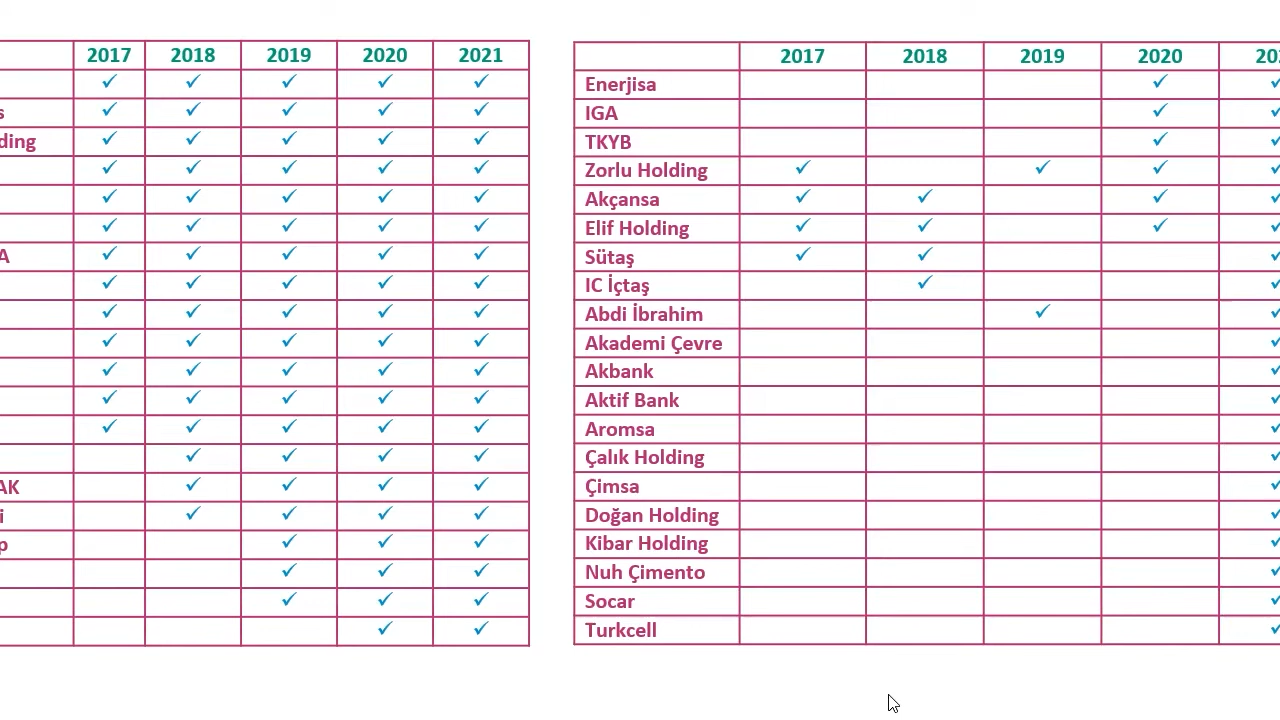 2017 2018 2019 2020 2021
✓ ✓ ✓ ✓ ✓
s ✓ ✓ ✓ ✓ ✓
ding ✓ ✓ ✓ ✓ ✓
✓ ✓ ✓ ✓ ✓
✓ ✓ ✓ ✓ ✓
✓ ✓ ✓ ✓ ✓
A ✓ ✓ ✓ ✓ ✓
✓ ✓ ✓ ✓ ✓
✓ ✓ ✓ ✓ ✓
✓ ✓ ✓ ✓ ✓
✓ ✓ ✓ ✓ ✓
✓ ✓ ✓ ✓ ✓
✓ ✓ ✓ ✓ ✓
✓ ✓ ✓ ✓
AK ✓ ✓ ✓ ✓
i ✓ ✓ ✓ ✓
p ✓ ✓ ✓
✓ ✓ ✓
✓ ✓ ✓
✓ ✓
2017 2018 2019 2020 202
Enerjisa ✓ ✓
IGA ✓ ✓
TKYB ✓ ✓
Zorlu Holding ✓ ✓ ✓ ✓
Akçansa ✓ ✓ ✓ ✓
Elif Holding ✓ ✓ ✓ ✓
Sütaş ✓ ✓ ✓
IC İçtaş ✓ ✓
Abdi İbrahim ✓ ✓
Akademi Çevre ✓
Akbank ✓
Aktif Bank ✓
Aromsa ✓
Çalık Holding ✓
Çimsa ✓
Doğan Holding ✓
Kibar Holding ✓
Nuh Çimento ✓
Socar ✓
Turkcell ✓